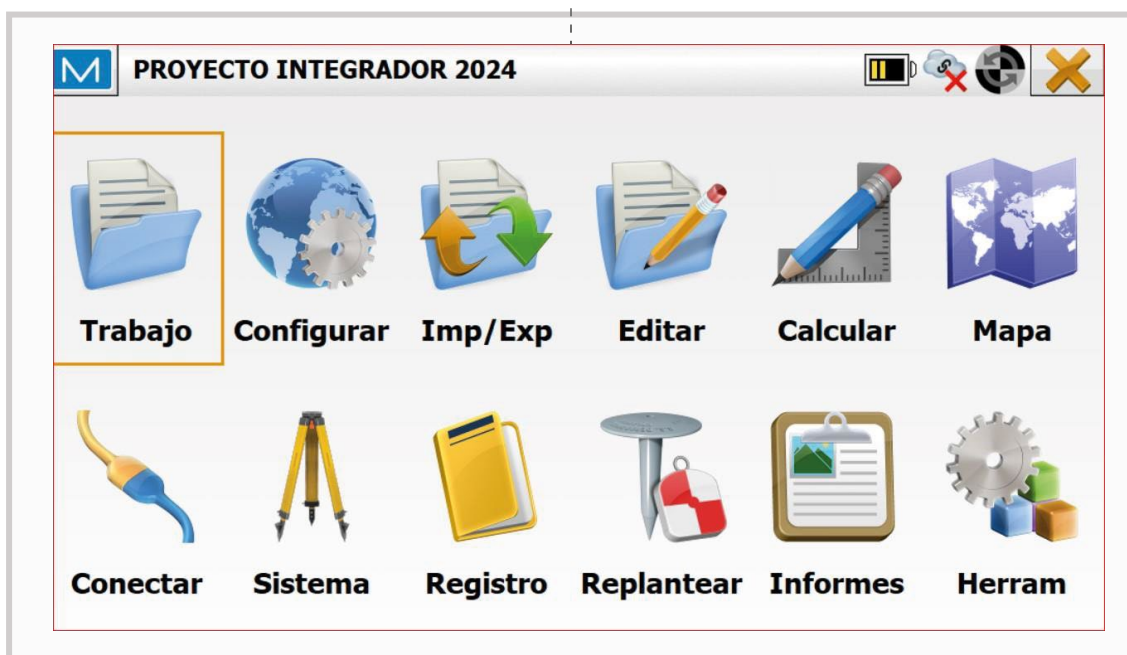 PROYECTO INTEGRADOR 2024
Trabajo Configurar Imp/Exp Editar Calcular Mapa
Conectar Sistema Registro Replantear Informes Herram